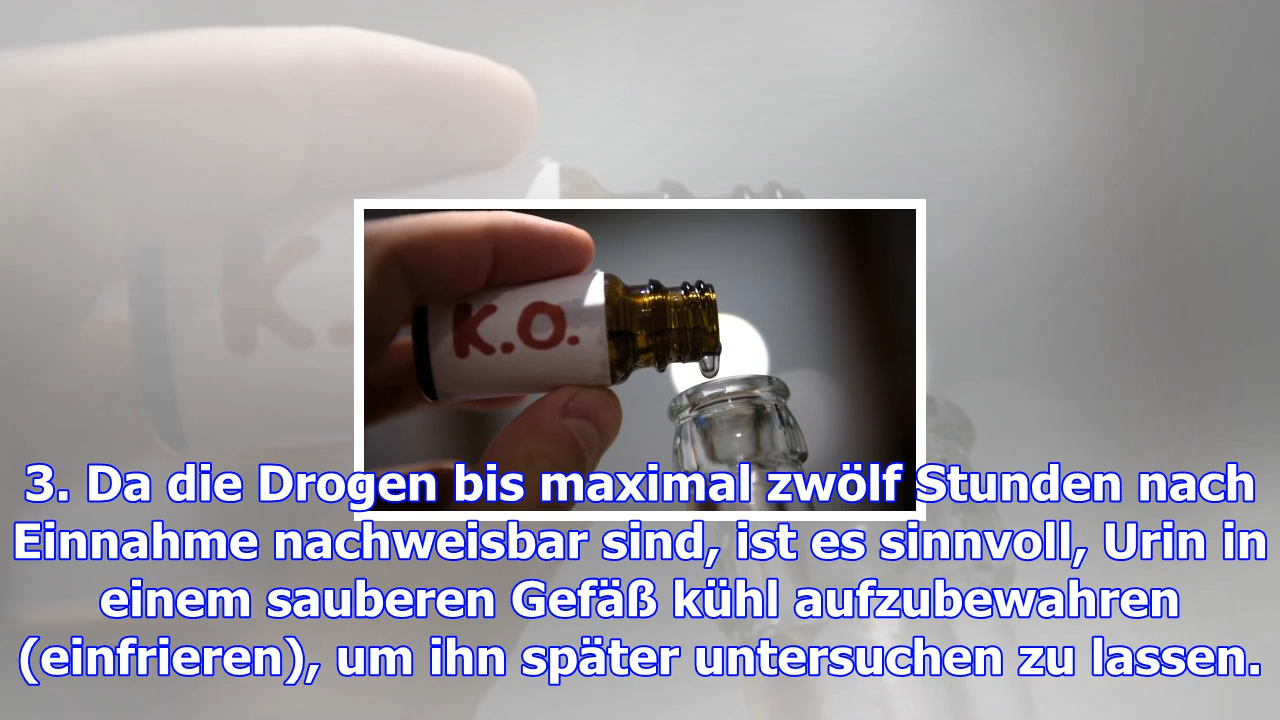 K.O.
3. Da die Drogen bis maximal zwölf Stunden nach
Einnahme nachweisbar sind, ist es sinnvoll, Urin in
einem sauberen Gefäß kühl aufzubewahren
(einfrieren), um ihn später untersuchen zu lassen.